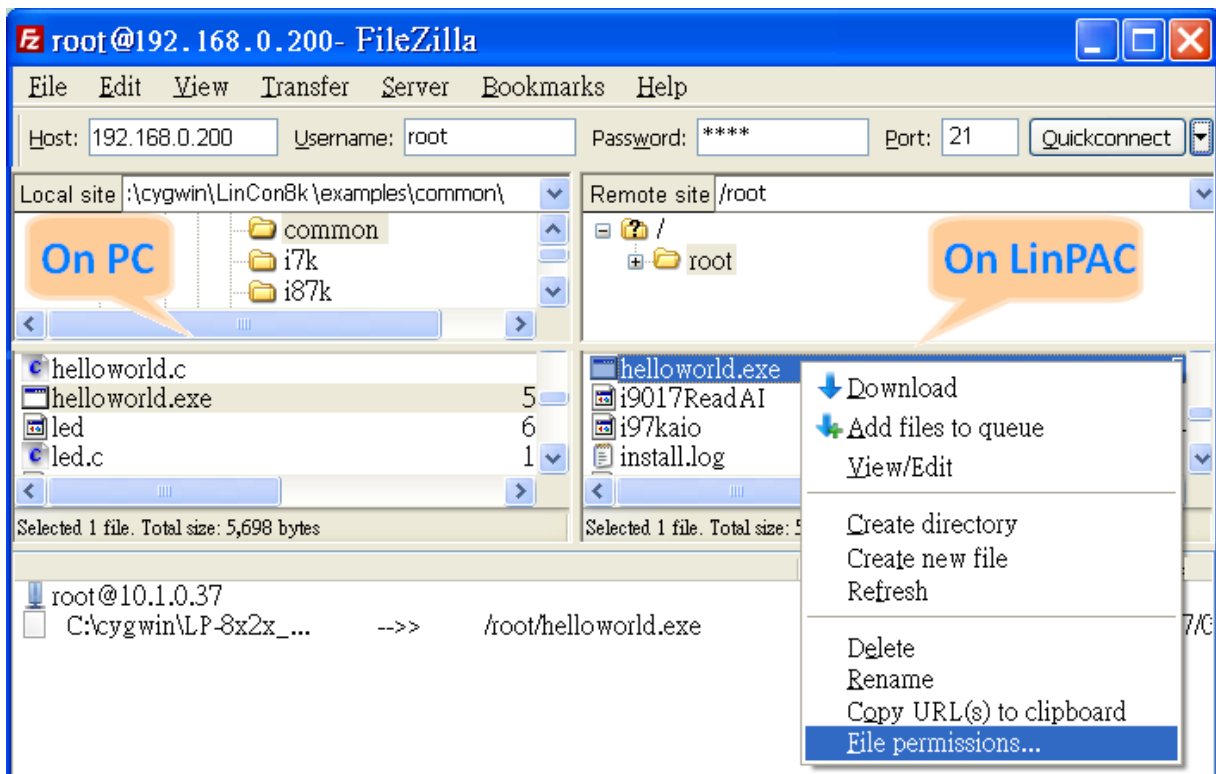 root@192.168.0.200- FileZilla
File Edit View Transfer Server Bookmarks Help
Host: 192.168.0.200 Username: root Password: **** Port: 21 Quickconnect
Local site :\cygwin\LinCon8k\examples\common\
common
i7k
i87k
On PC
Remote site /root
/
root
On LinPAC
helloworld.c
helloworld.exe 5
led 6
led.c 1
Selected 1 file. Total size: 5,698 bytes
helloworld.exe
i9017ReadAI
i97kaio
install.log
Selected 1 file. Total size:
Download
Add files to queue
View/Edit
Create directory
Create new file
Refresh
Delete
Rename
Copy URL(s) to clipboard
File permissions...
root@10.1.0.37
C:\cygwin\LP-8x2x_... -->> /root/helloworld.exe